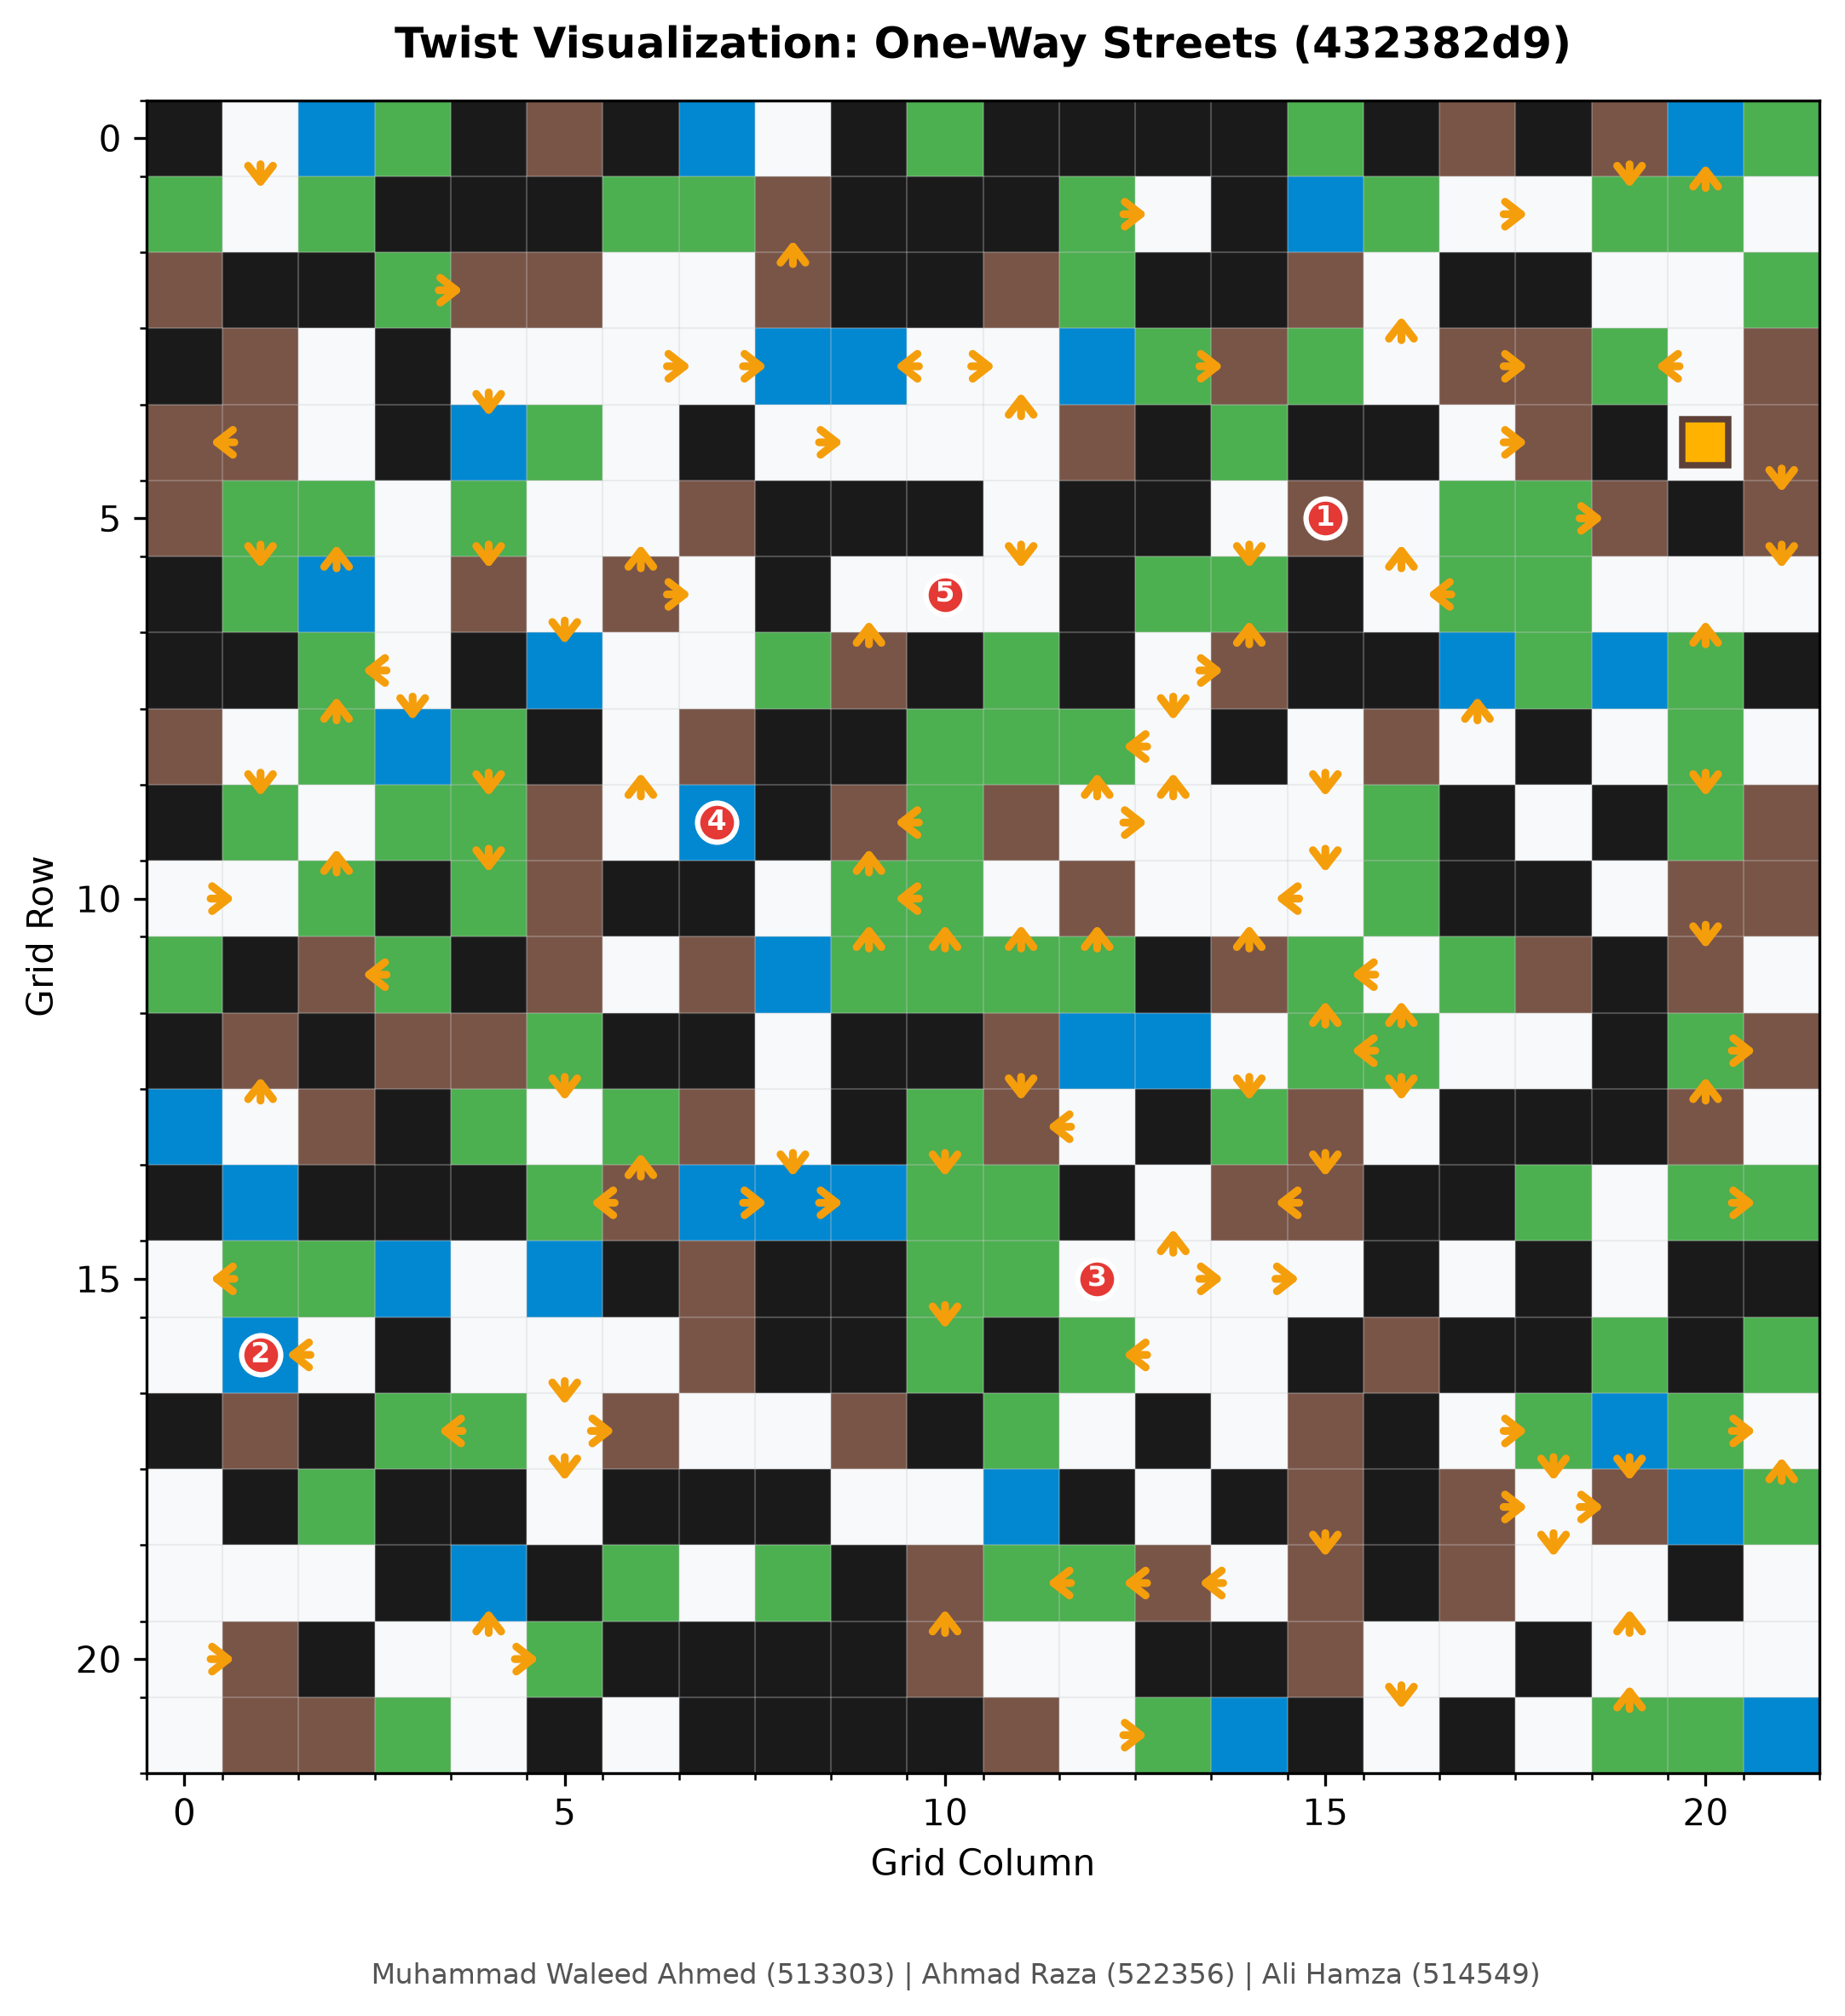 Twist Visualization: One-Way Streets (432382d9)
0
5
1
5
4
Grid Row
10
15
3
2
20
0 5 10 15 20
Grid Column
Muhammad Waleed Ahmed (513303) | Ahmad Raza (522356) | Ali Hamza (514549)